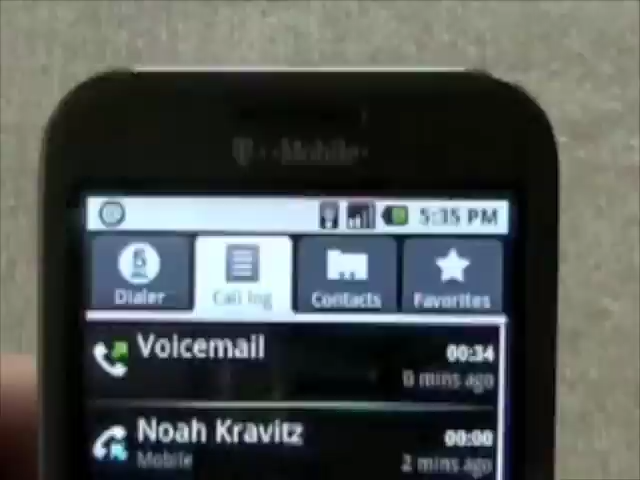 T-Mobile
5:35 PM
Dialer
Call log
Contacts
Favorites
Voicemail
00:34
0 mins ago
Noah Kravitz
00:00
Mobile
2 mins ago